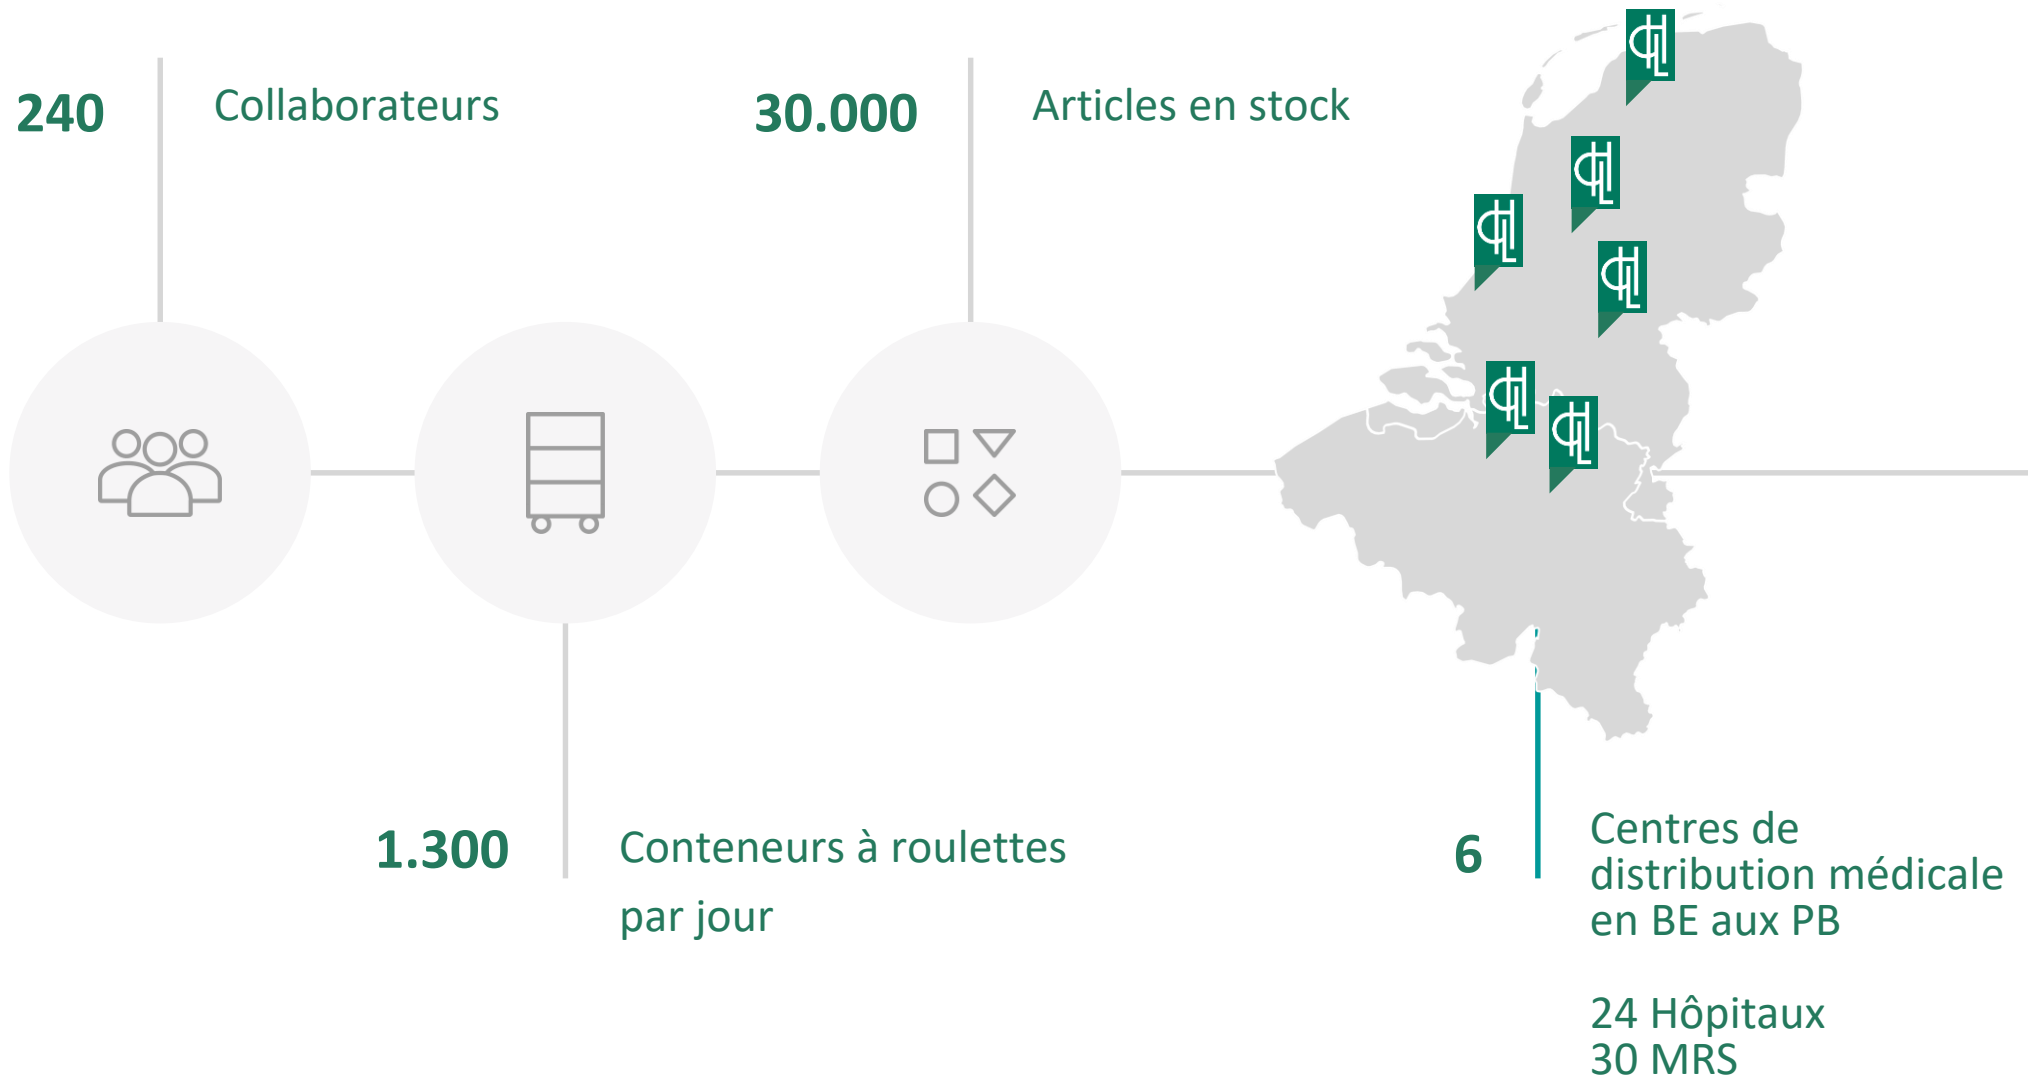 240
Collaborateurs
30.000
Articles en stock
1.300
Conteneurs à roulettes
par jour
6
Centres de
distribution médicale
en BE aux PB
24 Hôpitaux
30 MRS